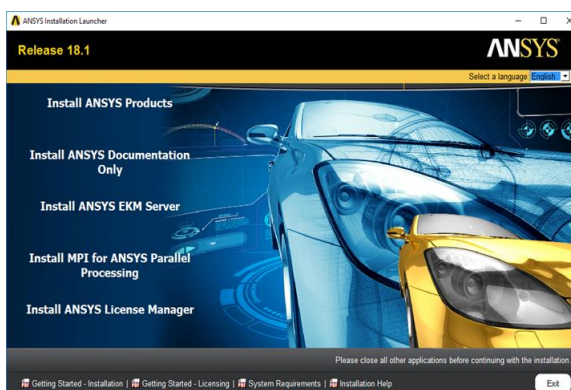 ANSYS Installation Launcher
Release 18.1
ANSYS
Select a language: English
Install ANSYS Products
Install ANSYS Documentation
Only
Install ANSYS EKM Server
Install MPI for ANSYS Parallel
Processing
Install ANSYS License Manager
Please close all other applications before continuing with the installation.
Getting Started - Installation | Getting Started - Licensing | System Requirements | Installation Help
Exit